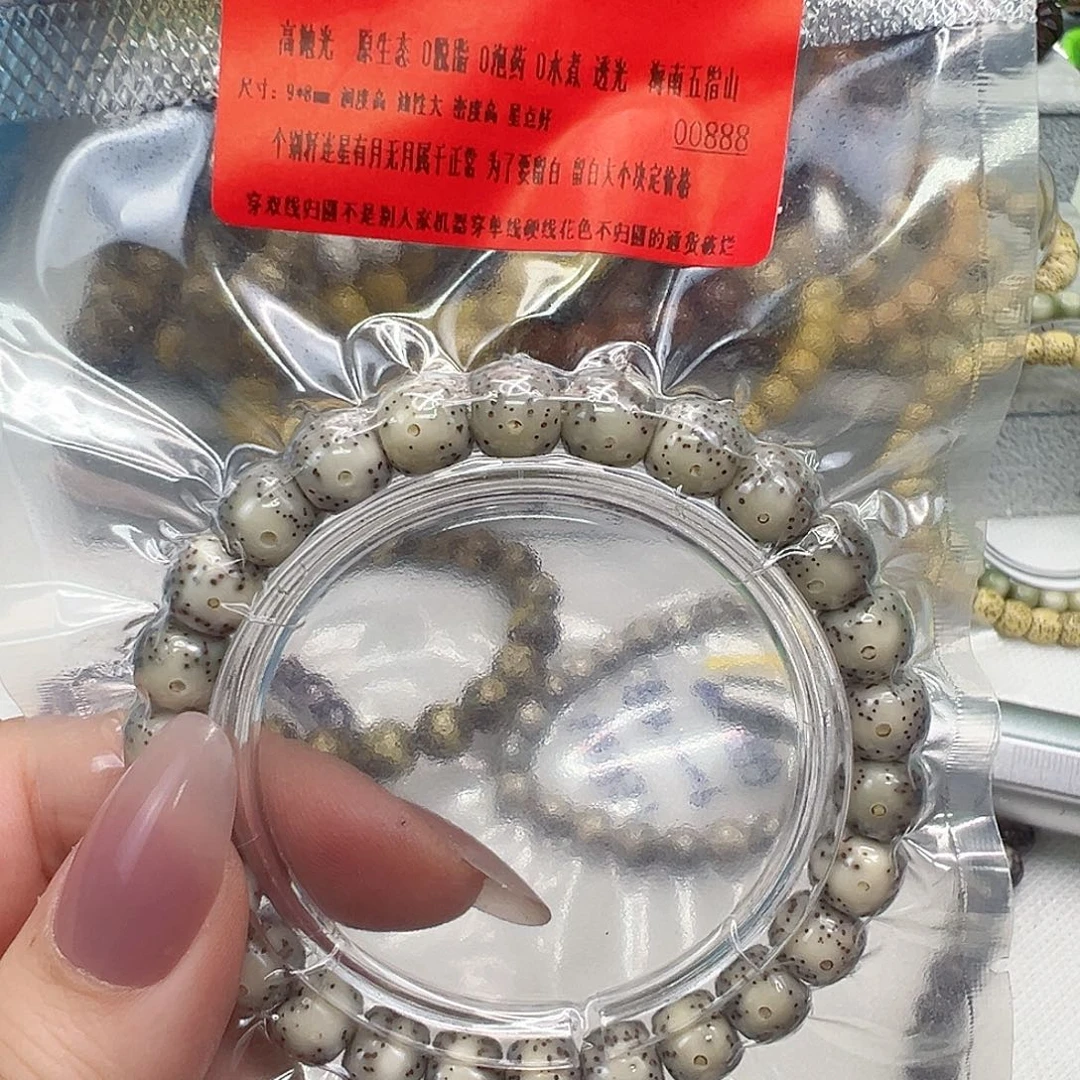 高抛光 原生态 0脱脂 0泡药 0水煮 透光 海南五指山
尺寸：9*8mm 润度高 油性大 密度高 星点好
00888
个别籽连星有月无月属于正常 为了要留白 留白大小决定价格
穿双线归圆不是别人家机器穿单线硬线花色不归圆的通货破烂